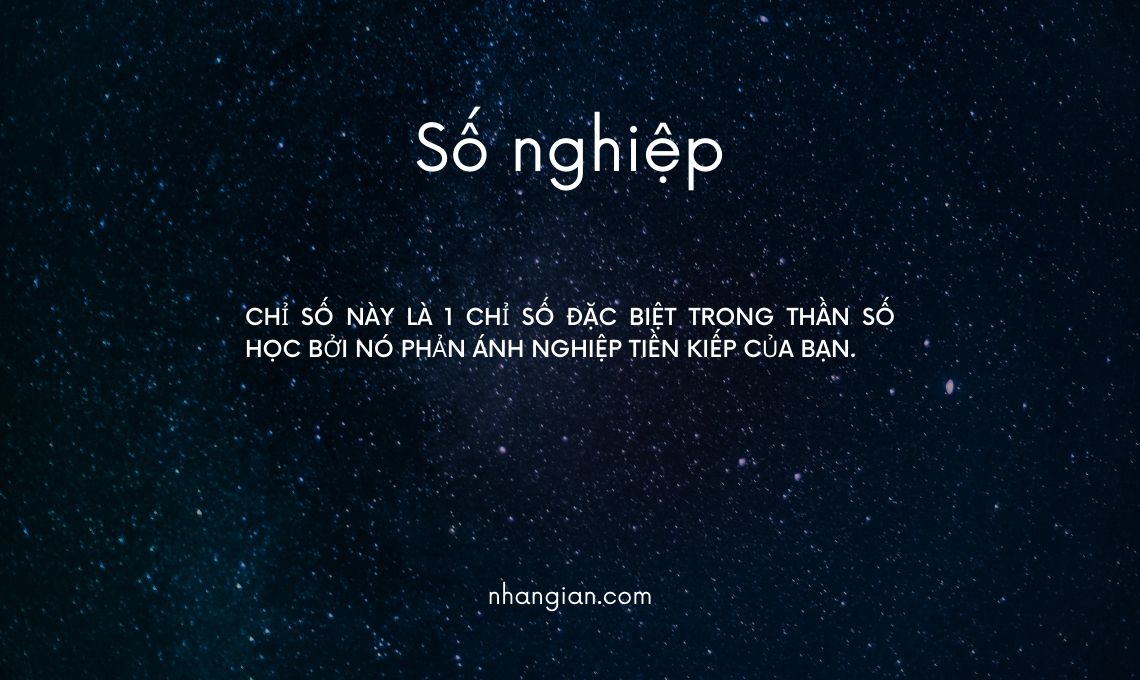 Số nghiệp
CHỈ SỐ NÀY LÀ 1 CHỈ SỐ ĐẶC BIỆT TRONG THẦN SỐ
HỌC BỞI NÓ PHẢN ÁNH NGHIỆP TIỀN KIẾP CỦA BẠN.
nhangian.com